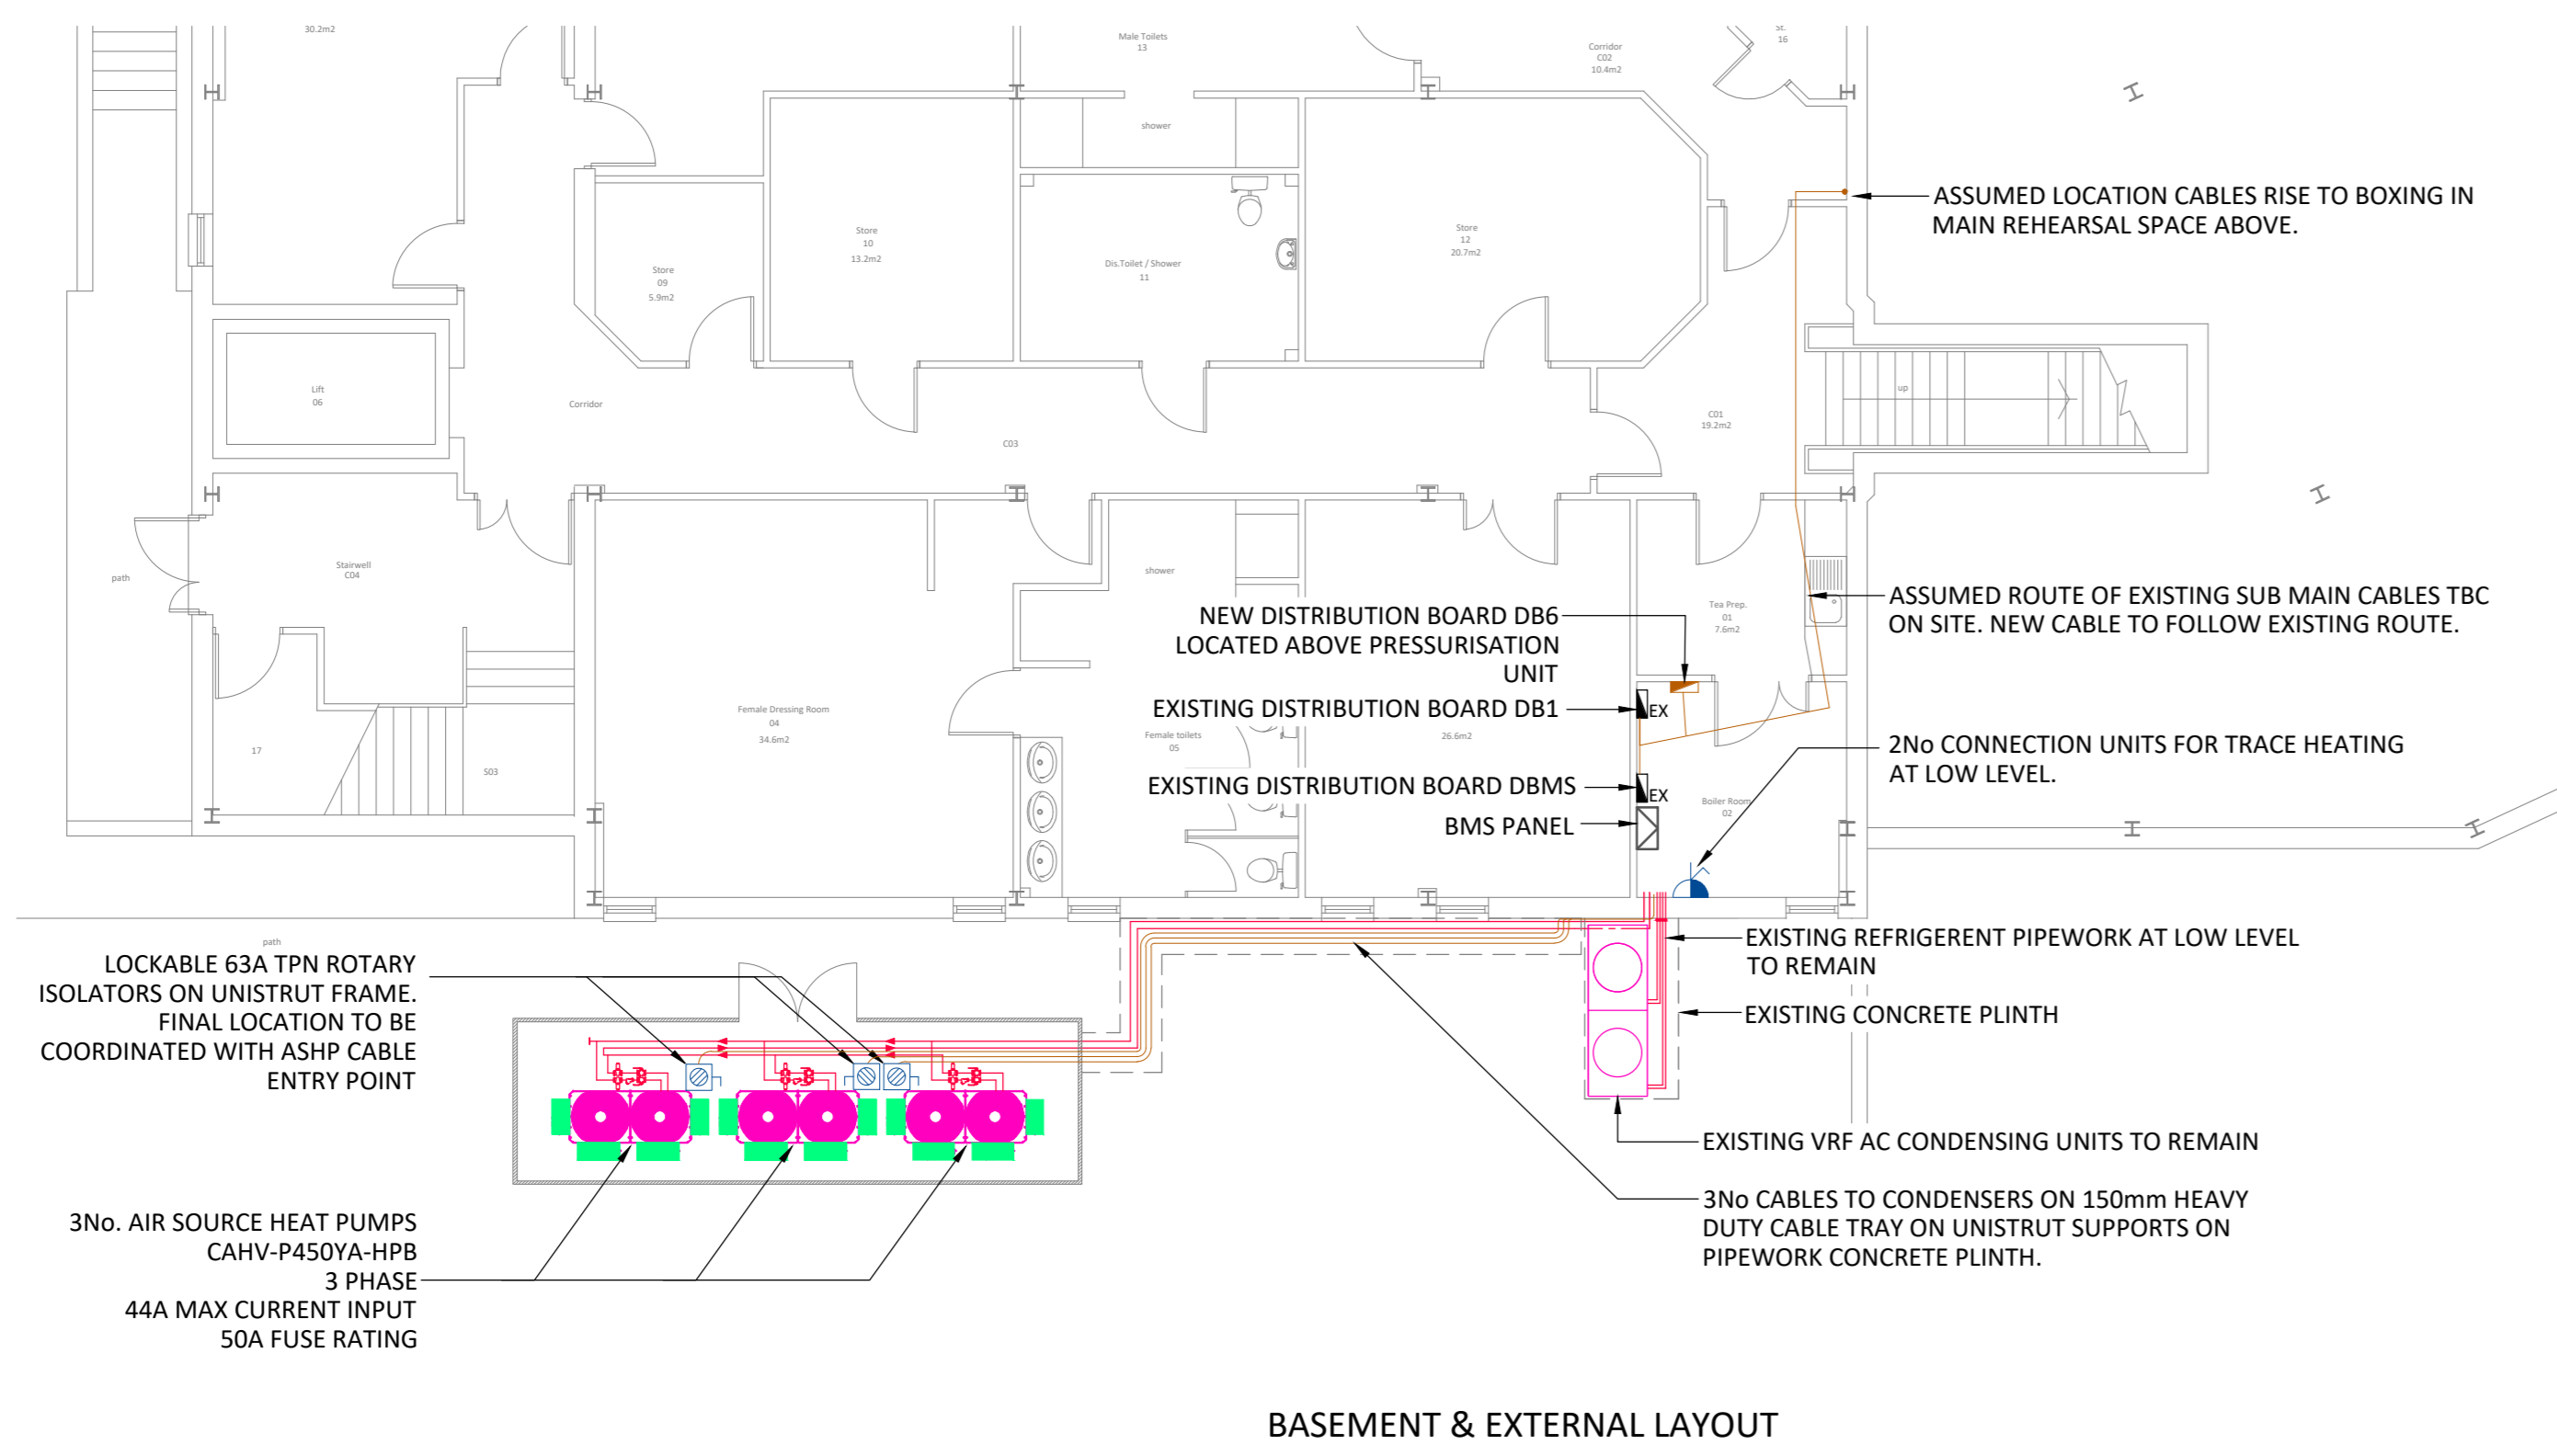 30.2m2
Male Toilets
13
Corridor
C02
10.4m2
St.
16
shower
ASSUMED LOCATION CABLES RISE TO BOXING IN
MAIN REHEARSAL SPACE ABOVE.
Store
10
13.2m2
Store
12
20.7m2
Dis.Toilet / Shower
11
Store
09
5.9m2
Lift
06
Corridor
up
C01
19.2m2
C03
Stairwell
C04
path
shower
Tea Prep.
01
7.6m2
ASSUMED ROUTE OF EXISTING SUB MAIN CABLES TBC
ON SITE. NEW CABLE TO FOLLOW EXISTING ROUTE.
NEW DISTRIBUTION BOARD DB6
LOCATED ABOVE PRESSURISATION
UNIT
EXISTING DISTRIBUTION BOARD DB1
EX
Female Dressing Room
04
34.6m2
Female toilets
05
26.6m2
17
S03
2No CONNECTION UNITS FOR TRACE HEATING
AT LOW LEVEL.
EXISTING DISTRIBUTION BOARD DBMS
EX
Boiler Room
02
BMS PANEL
path
LOCKABLE 63A TPN ROTARY
ISOLATORS ON UNISTRUT FRAME.
FINAL LOCATION TO BE
COORDINATED WITH ASHP CABLE
ENTRY POINT
EXISTING REFRIGERENT PIPEWORK AT LOW LEVEL
TO REMAIN
EXISTING CONCRETE PLINTH
EXISTING VRF AC CONDENSING UNITS TO REMAIN
3No CABLES TO CONDENSERS ON 150mm HEAVY
DUTY CABLE TRAY ON UNISTRUT SUPPORTS ON
PIPEWORK CONCRETE PLINTH.
3No. AIR SOURCE HEAT PUMPS
CAHV-P450YA-HPB
3 PHASE
44A MAX CURRENT INPUT
50A FUSE RATING
BASEMENT & EXTERNAL LAYOUT